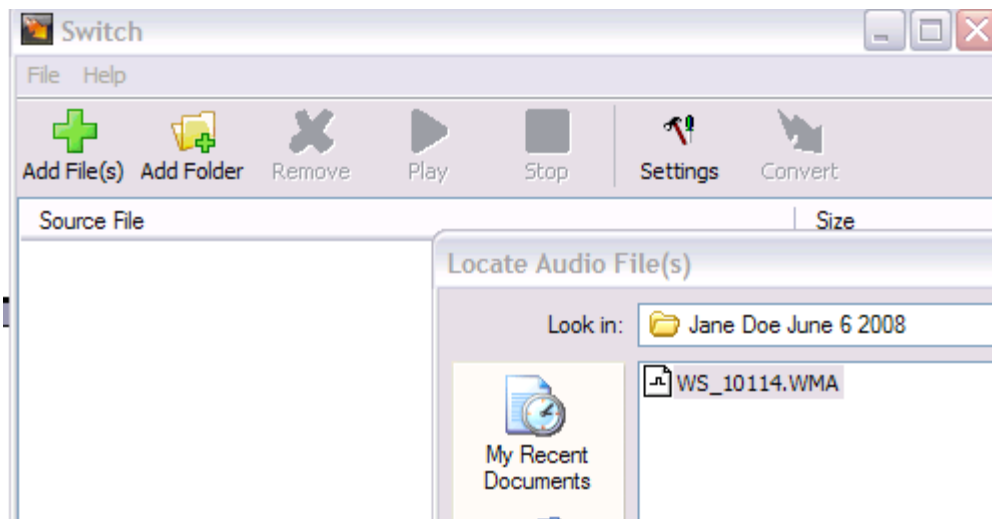 Switch
File Help
Add File(s) Add Folder Remove Play Stop Settings Convert
Source File Size
Locate Audio File(s)
Look in: Jane Doe June 6 2008
WS_10114.WMA
My Recent
Documents